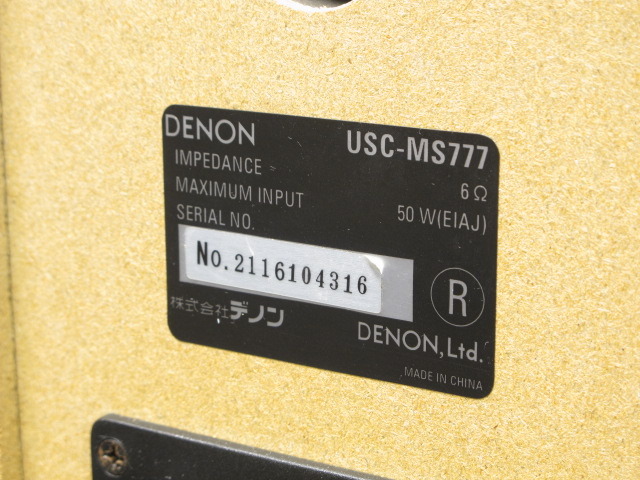 DENON USC-MS777
IMPEDANCE 6 Ω
MAXIMUM INPUT 50 W(EIAJ)
SERIAL NO.
No. 2116104316
R
株式会社デノン
DENON, Ltd.
MADE IN CHINA